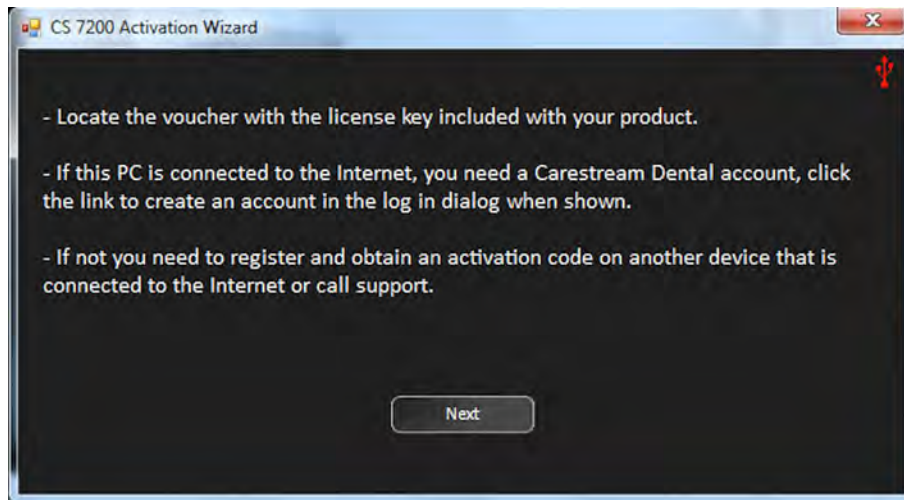 CS 7200 Activation Wizard
- Locate the voucher with the license key included with your product.
- If this PC is connected to the Internet, you need a Carestream Dental account, click
the link to create an account in the log in dialog when shown.
- If not you need to register and obtain an activation code on another device that is
connected to the Internet or call support.
Next